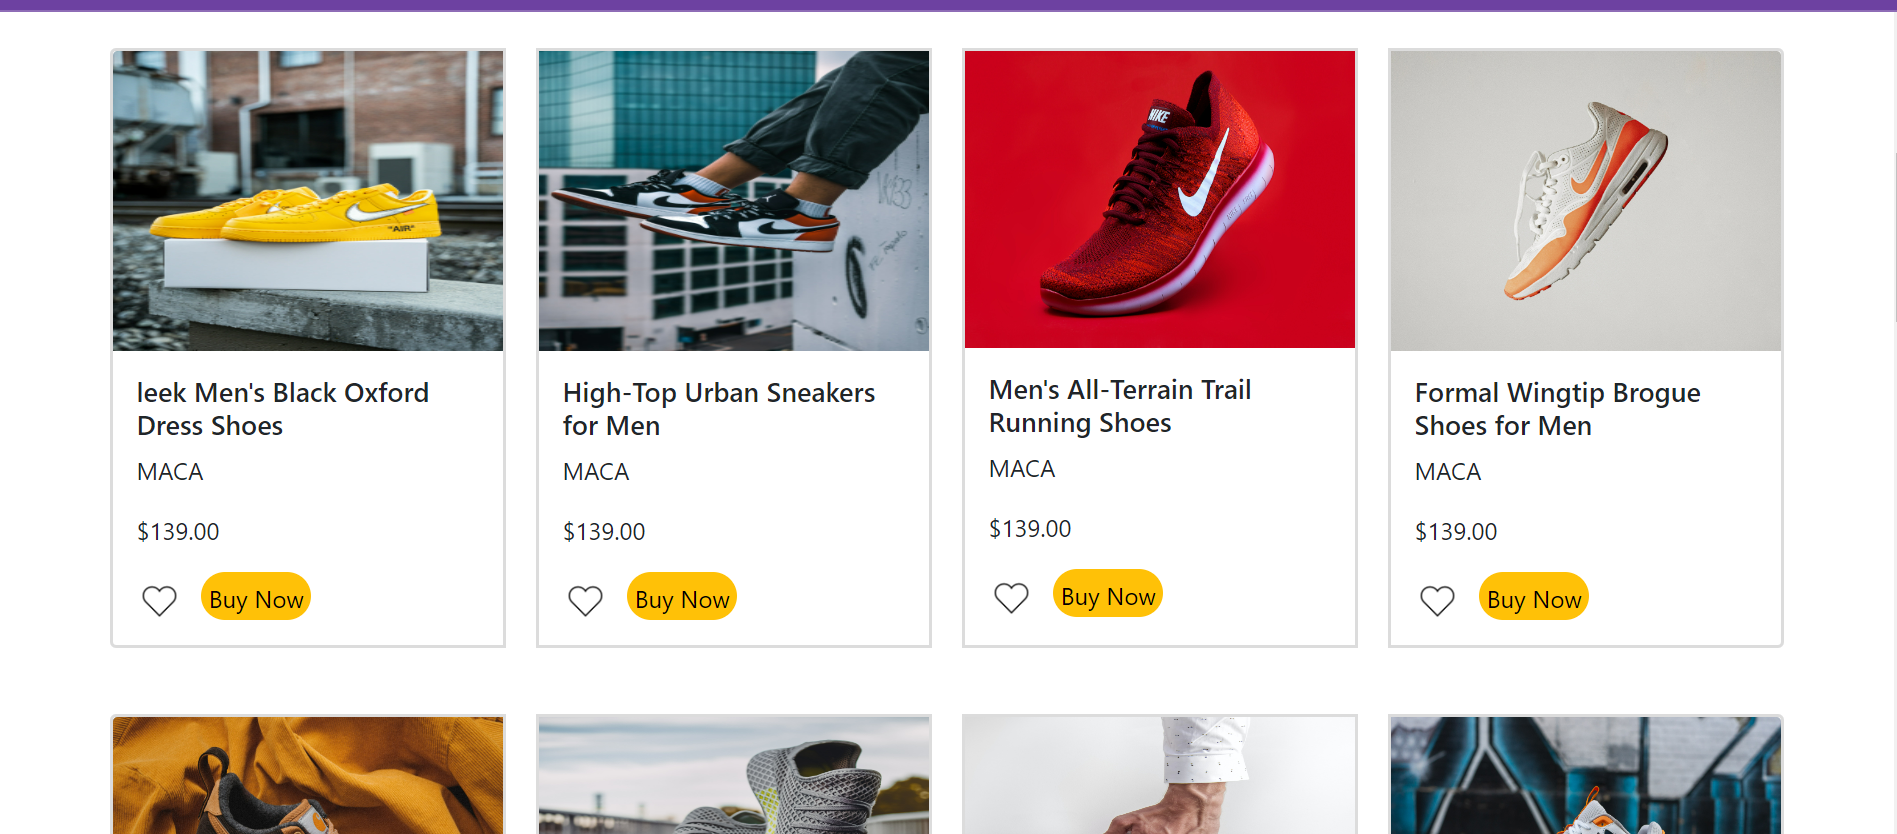 "AIR"
NIKE
leek Men's Black Oxford
Dress Shoes
MACA
$139.00
Buy Now
High-Top Urban Sneakers
for Men
MACA
$139.00
Buy Now
Men's All-Terrain Trail
Running Shoes
MACA
$139.00
Buy Now
Formal Wingtip Brogue
Shoes for Men
MACA
$139.00
Buy Now